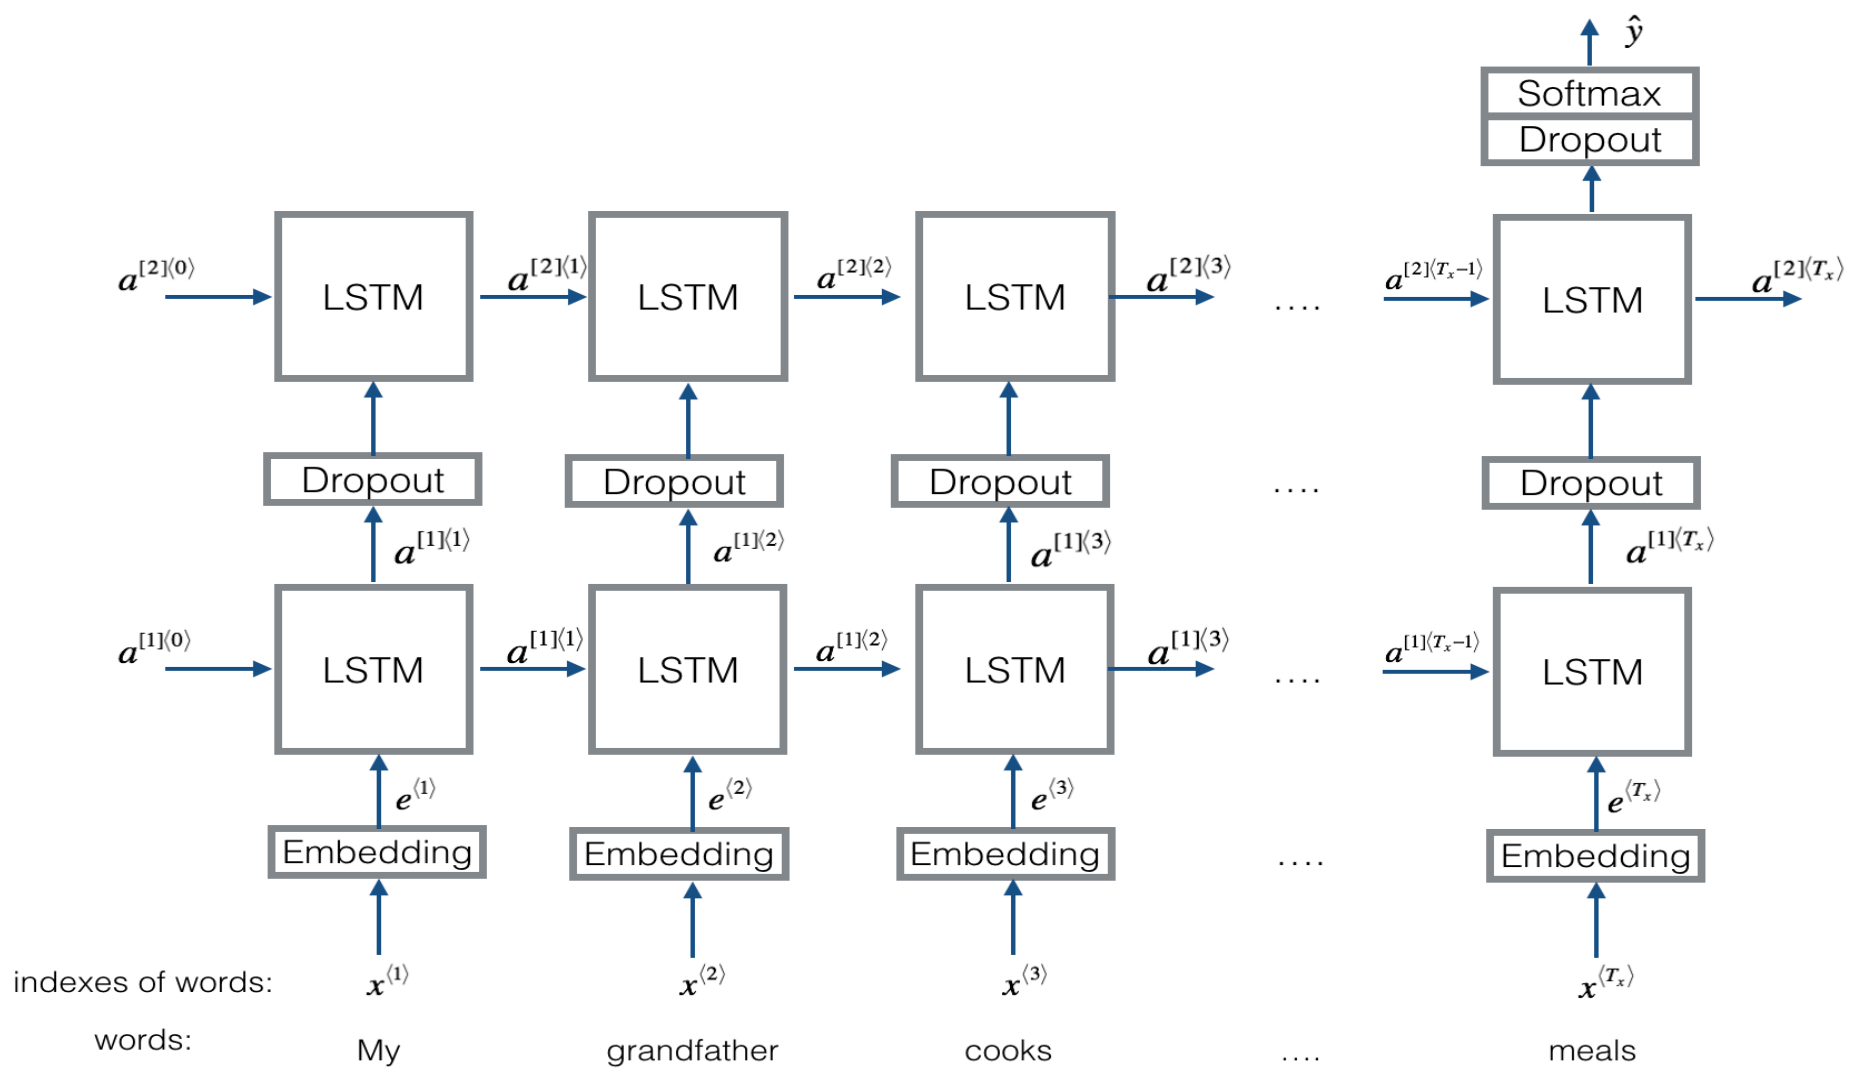 ŷ
Softmax
Dropout
a[2]⟨0⟩ LSTM a[2]⟨1⟩ LSTM a[2]⟨2⟩ LSTM a[2]⟨3⟩ .... a[2]⟨Tx−1⟩ LSTM a[2]⟨Tx⟩
Dropout Dropout Dropout .... Dropout
a[1]⟨1⟩ a[1]⟨2⟩ a[1]⟨3⟩ a[1]⟨Tx⟩
a[1]⟨0⟩ LSTM a[1]⟨1⟩ LSTM a[1]⟨2⟩ LSTM a[1]⟨3⟩ .... a[1]⟨Tx−1⟩ LSTM
e⟨1⟩ e⟨2⟩ e⟨3⟩ e⟨Tx⟩
Embedding Embedding Embedding .... Embedding
indexes of words: x⟨1⟩ x⟨2⟩ x⟨3⟩ x⟨Tx⟩
words: My grandfather cooks .... meals